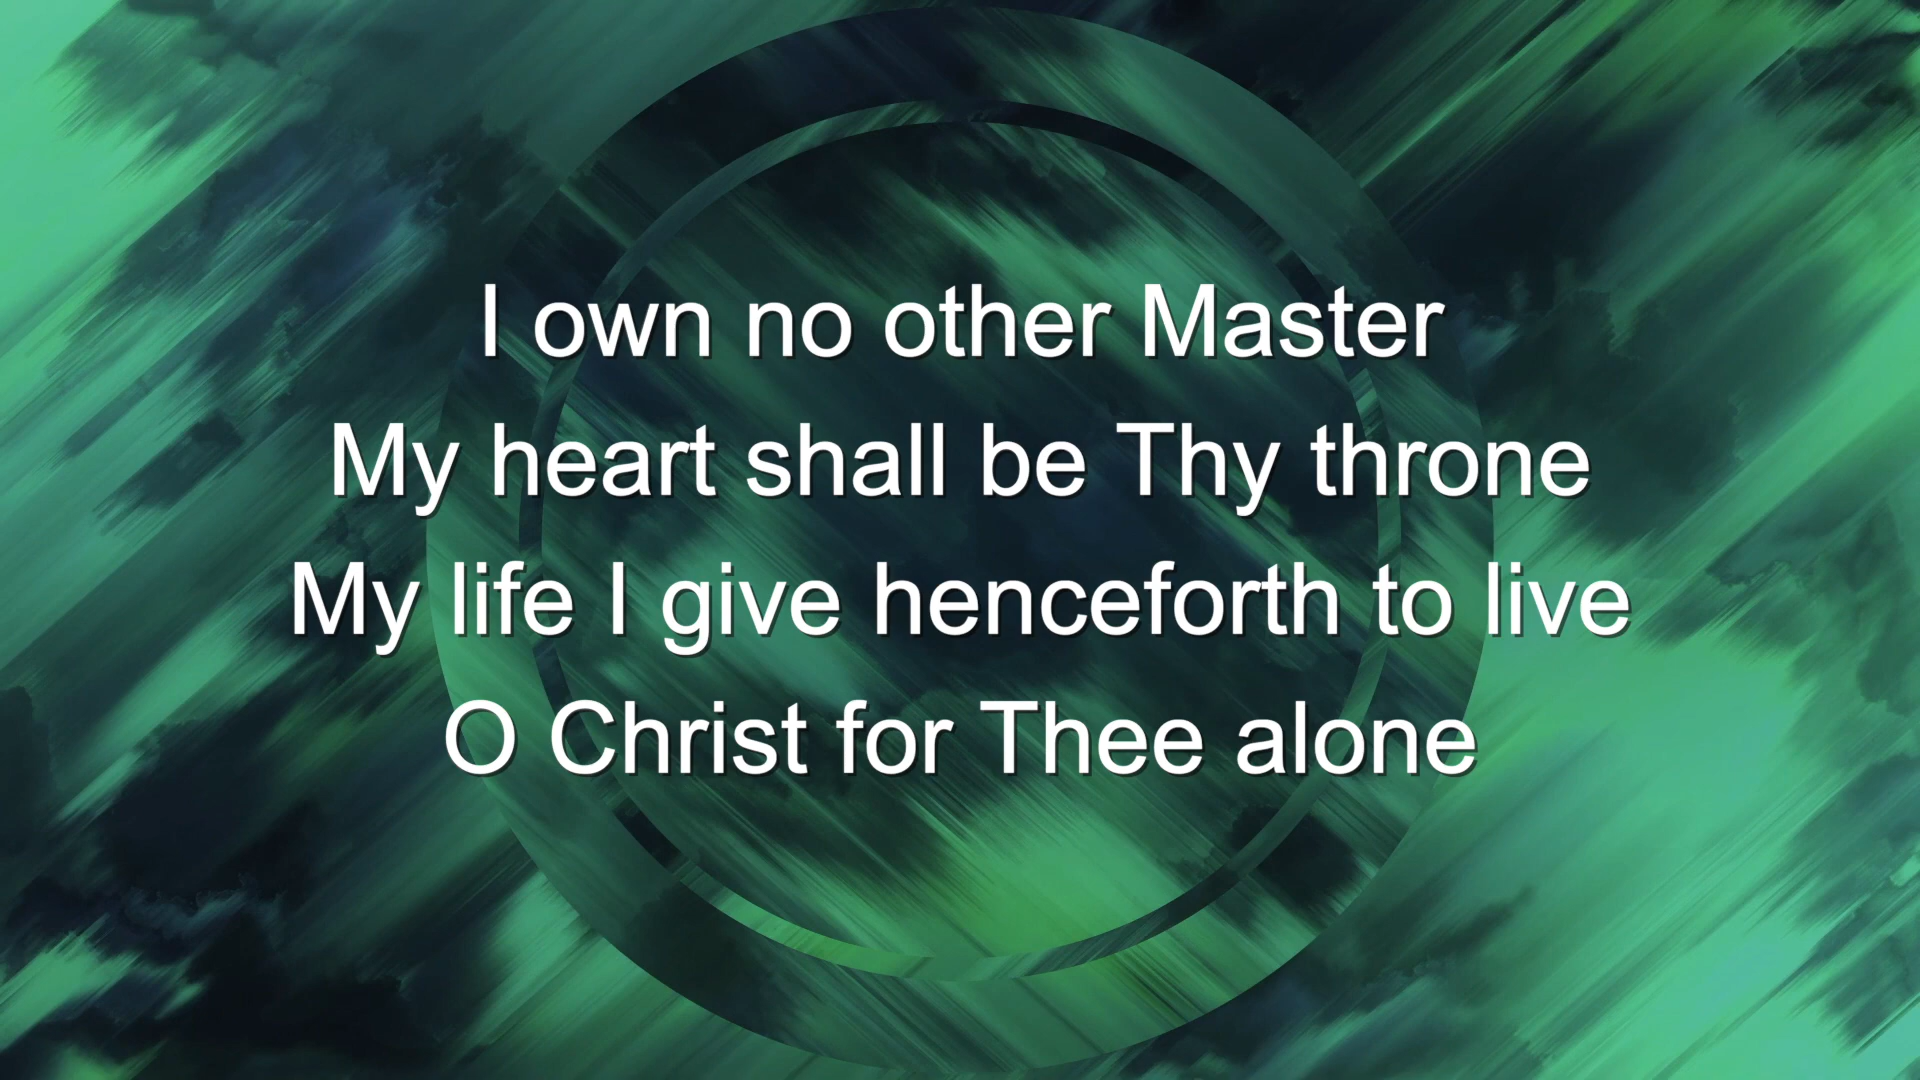 I own no other Master
My heart shall be Thy throne
My life I give henceforth to live
O Christ for Thee alone